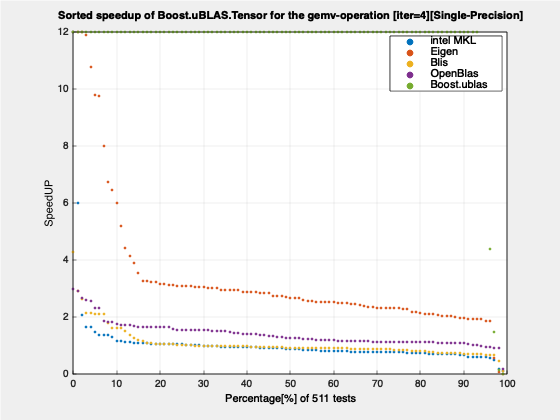 Sorted speedup of Boost.uBLAS.Tensor for the gemv-operation [iter=4][Single-Precision]
12
10
8
6
4
2
0
SpeedUP
intel MKL
Eigen
Blis
OpenBlas
Boost.ublas
0 10 20 30 40 50 60 70 80 90 100
Percentage[%] of 511 tests